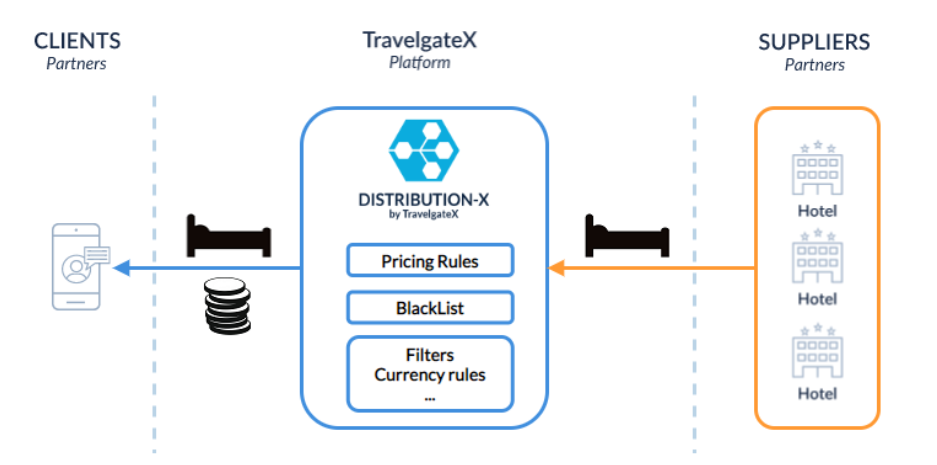 CLIENTS
Partners
TravelgateX
Platform
SUPPLIERS
Partners
DISTRIBUTION-X
by TravelgateX
Pricing Rules
BlackList
Filters
Currency rules
...
Hotel
Hotel
Hotel